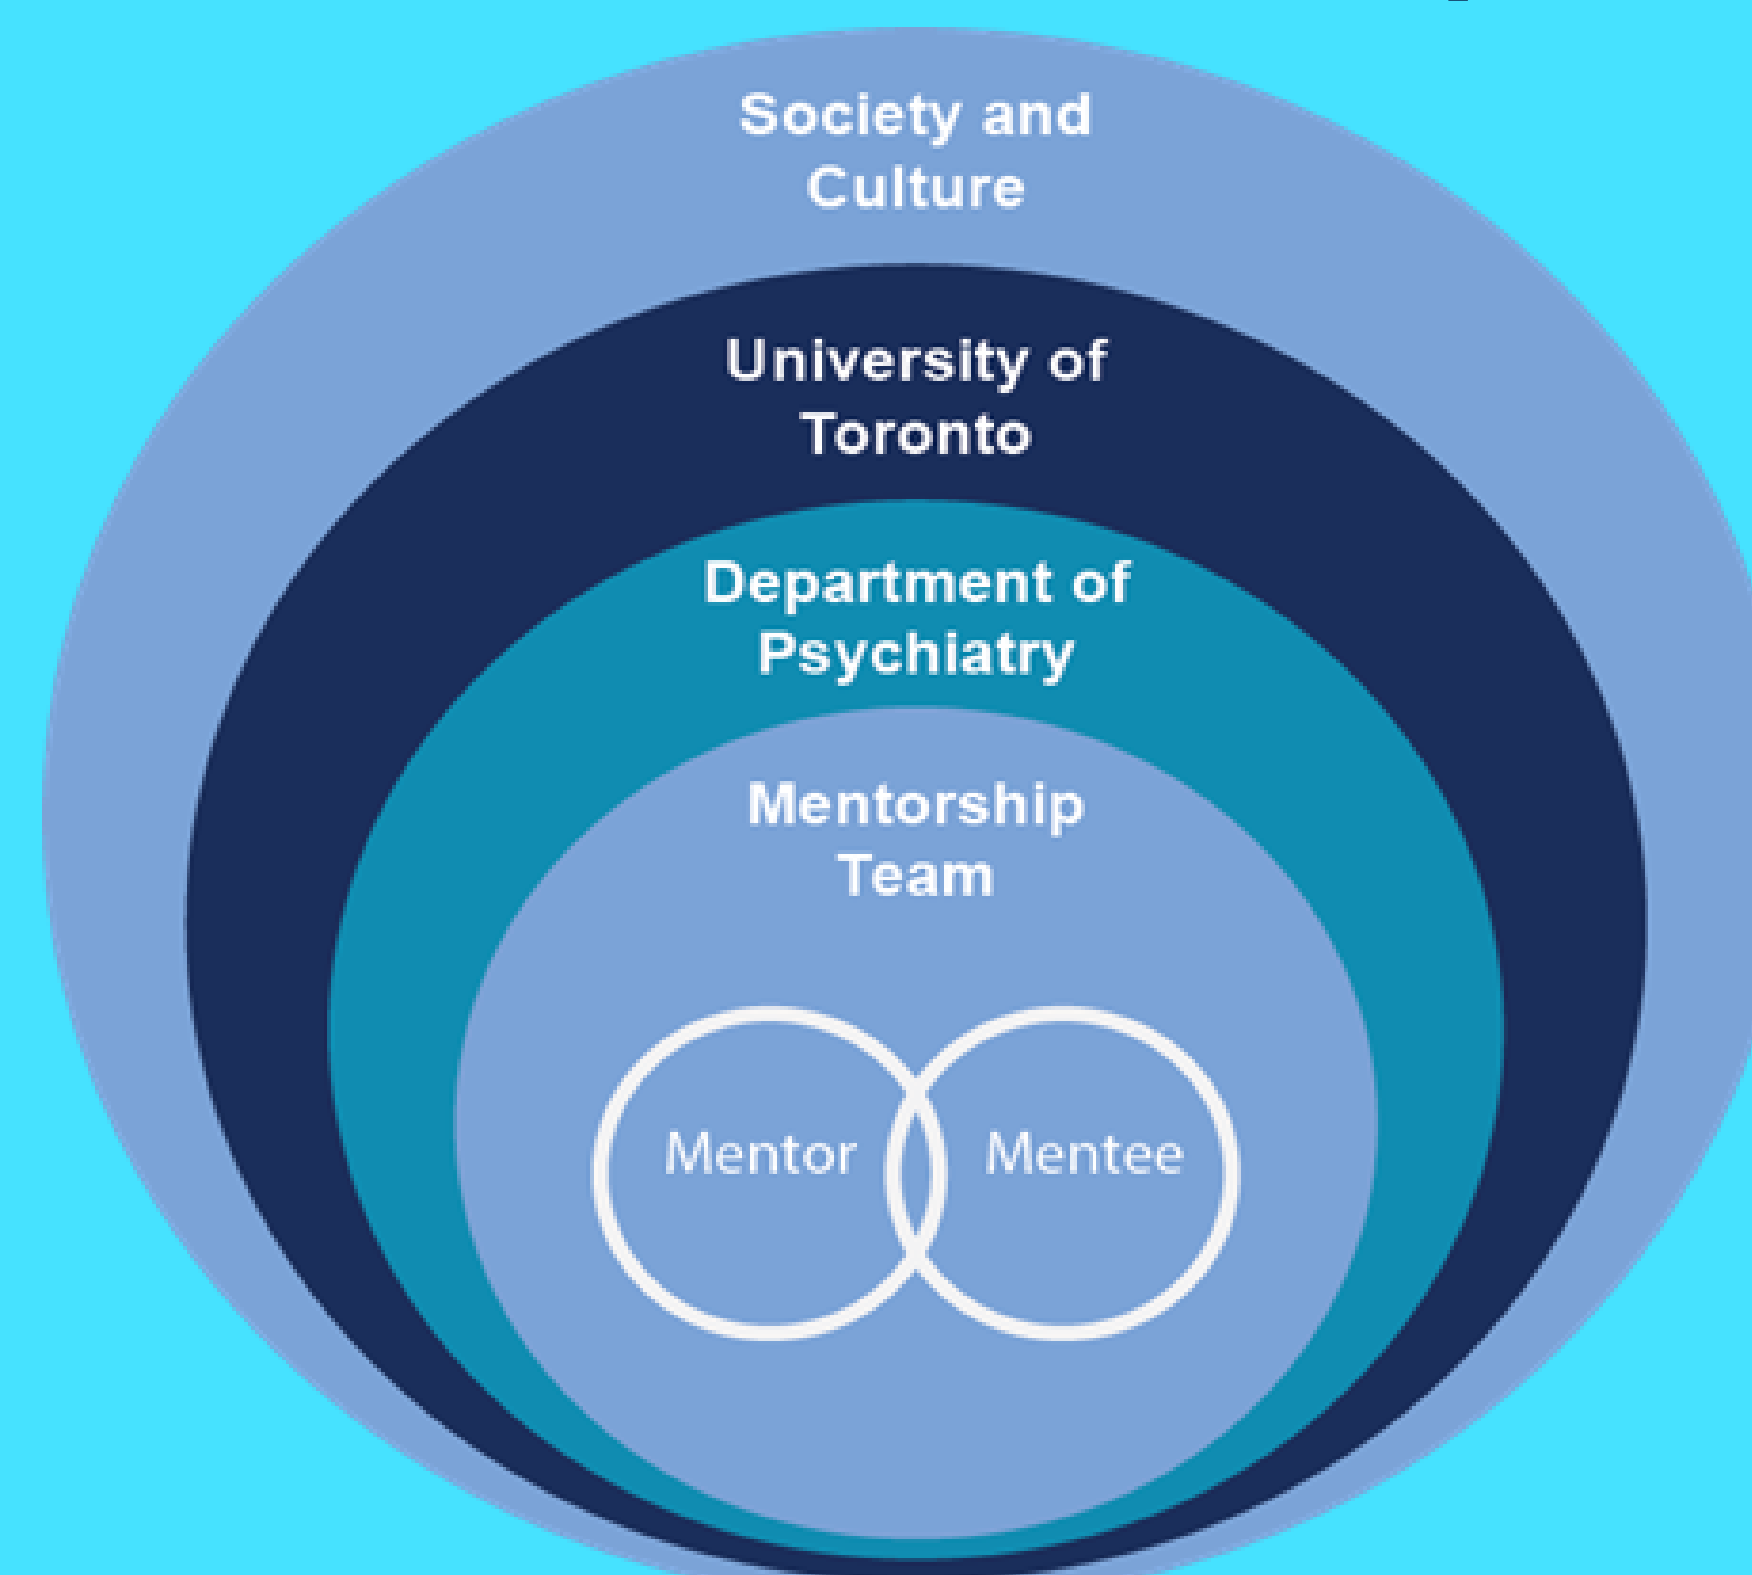 Society and
Culture
University of
Toronto
Department of
Psychiatry
Mentorship
Team
Mentor Mentee